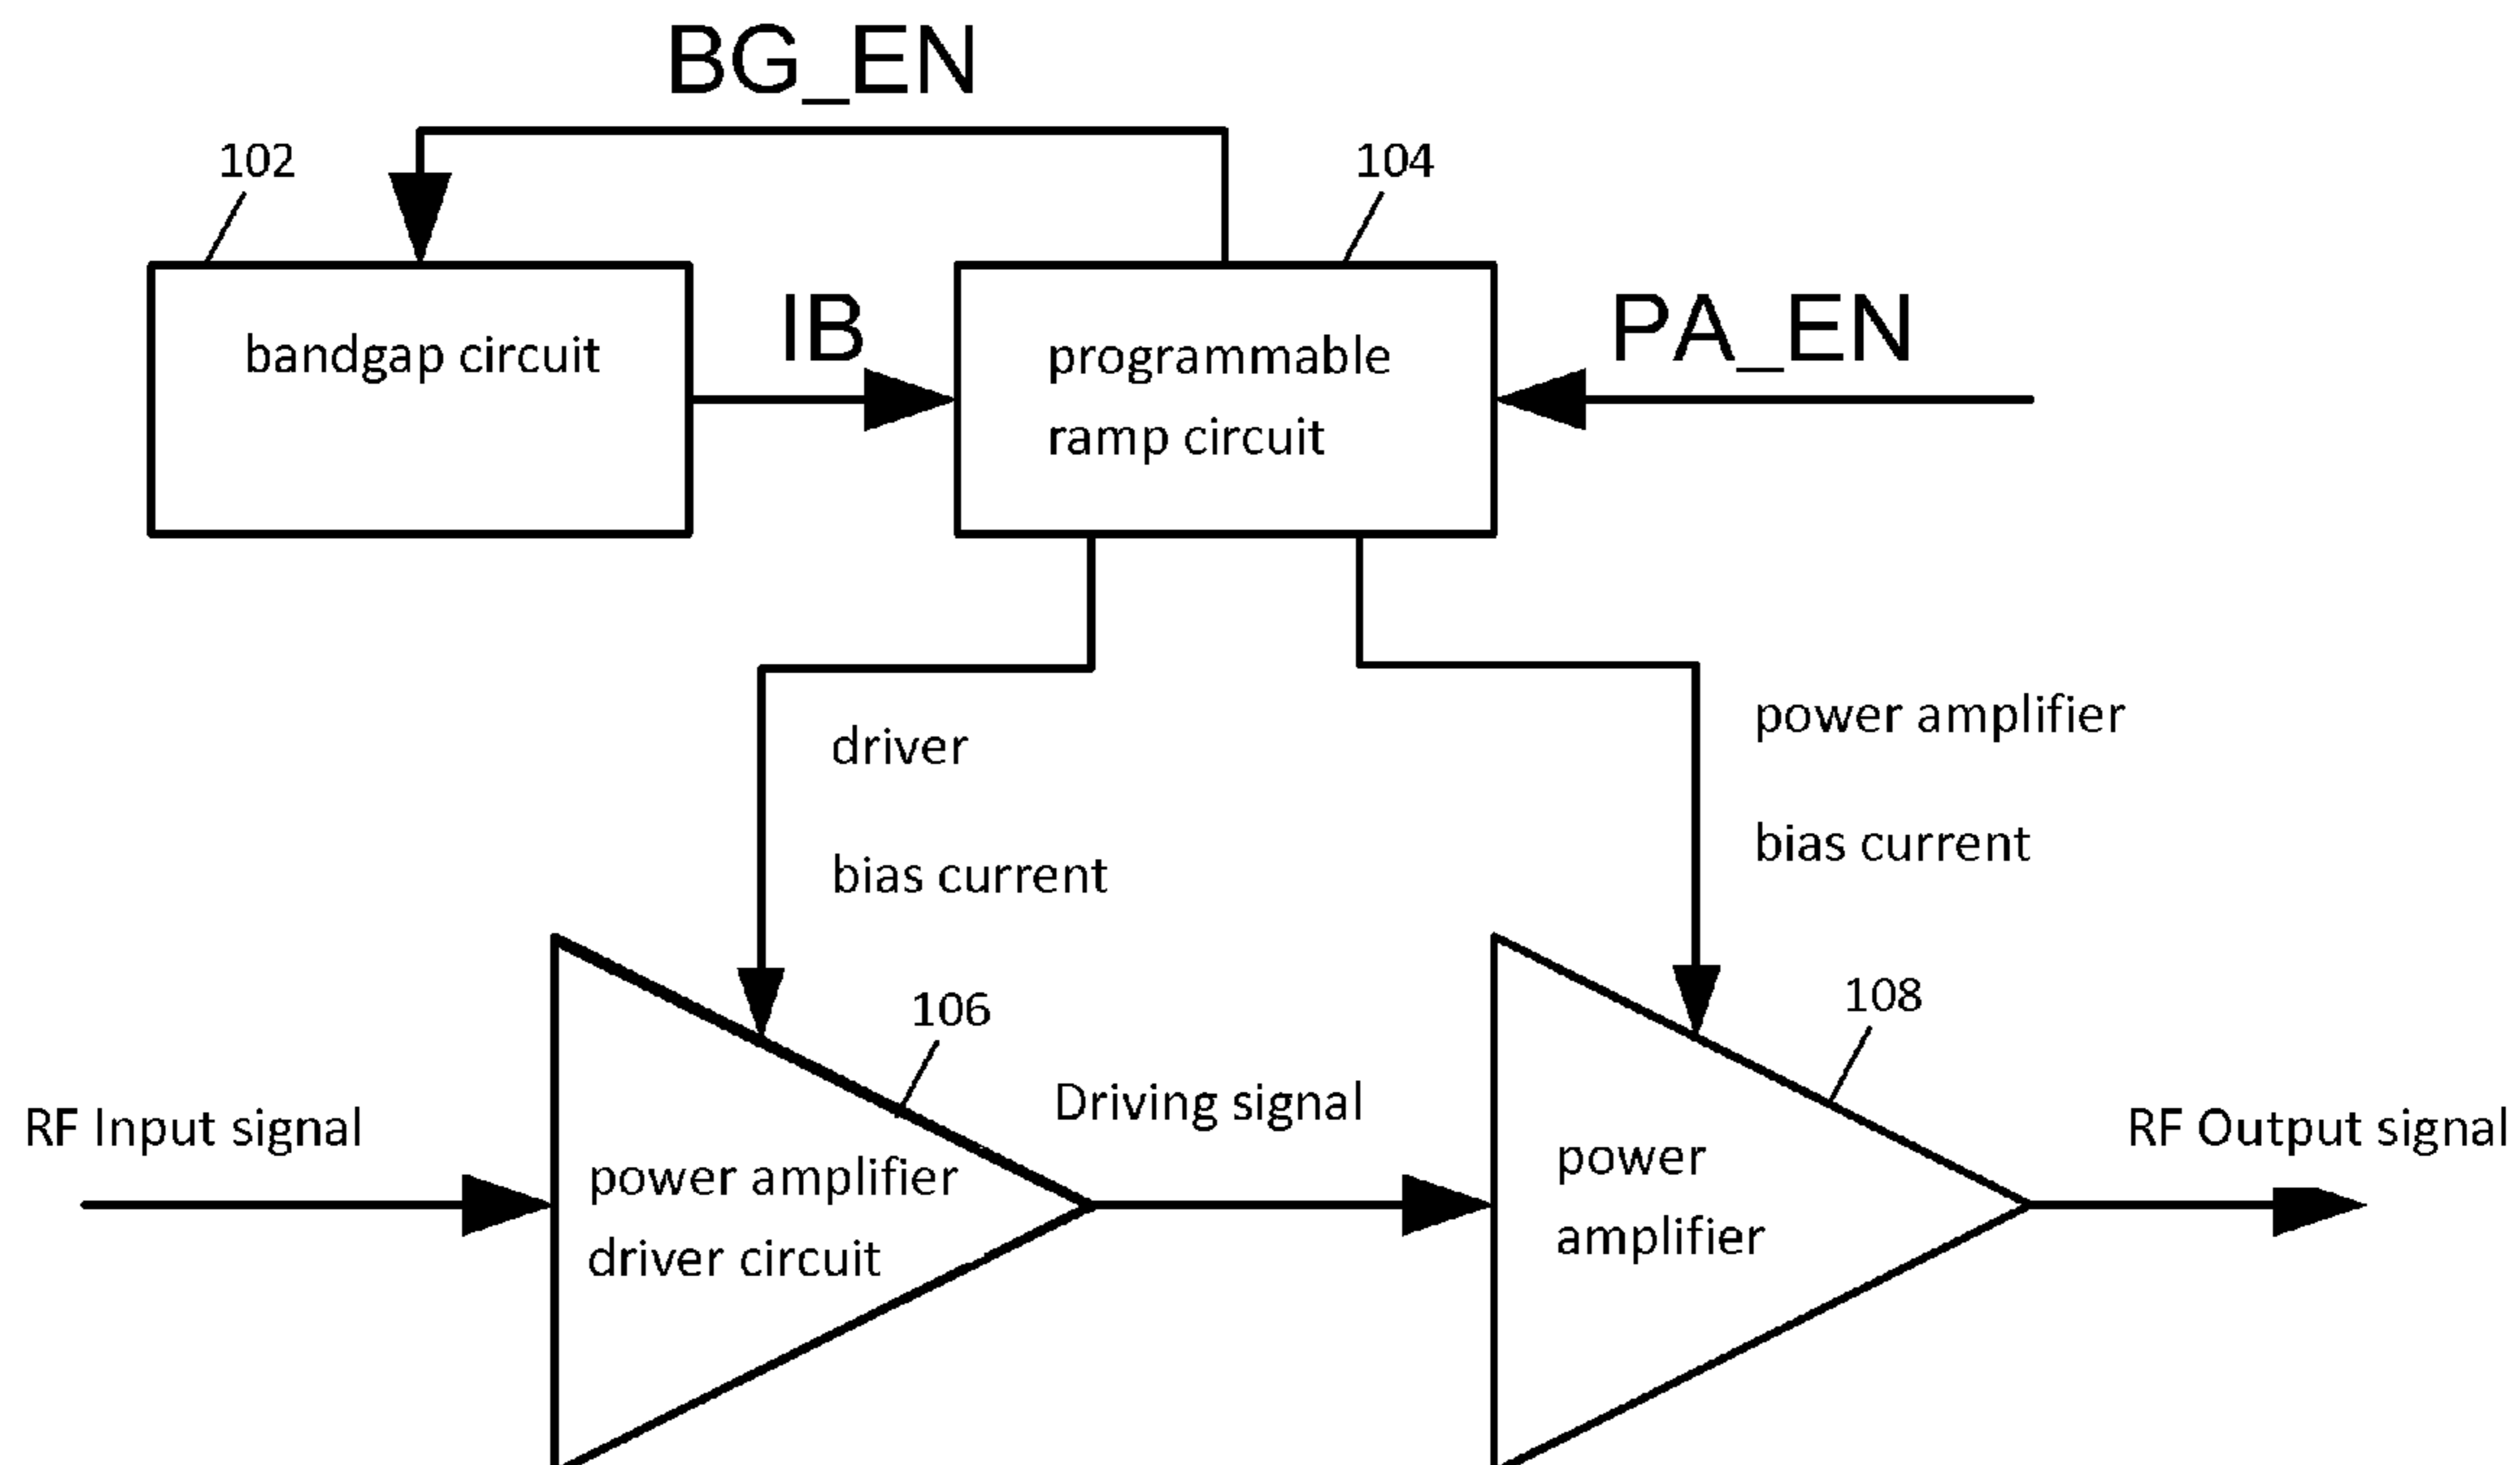 BG_EN
102
104
bandgap circuit
IB
programmable
ramp circuit
PA_EN
driver
bias current
power amplifier
bias current
106
108
RF Input signal
power amplifier
driver circuit
Driving signal
power
amplifier
RF Output signal